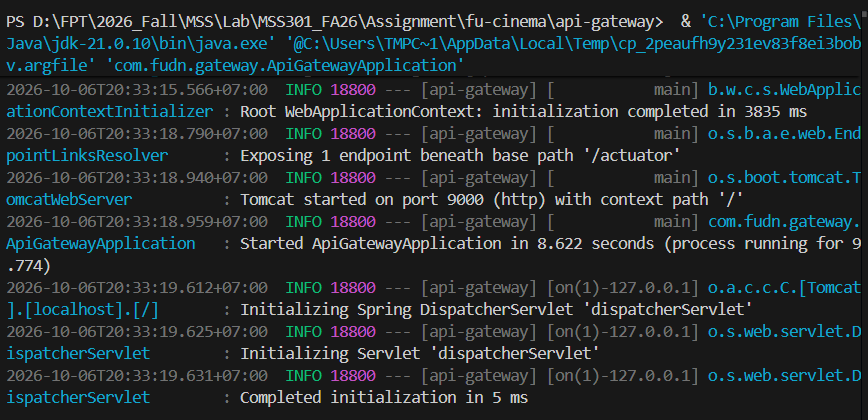 PS D:\FPT\2026_Fall\MSS\Lab\MSS301_FA26\Assignment\fu-cinema\api-gateway>  & 'C:\Program Files\
Java\jdk-21.0.10\bin\java.exe' '@C:\Users\TMPC~1\AppData\Local\Temp\cp_2peaufh9y231ev83f8ei3bob
v.argfile' 'com.fudn.gateway.ApiGatewayApplication'
2026-10-06T20:33:15.566+07:00  INFO 18800 --- [api-gateway] [           main] b.w.c.s.WebApplic
ationContextInitializer : Root WebApplicationContext: initialization completed in 3835 ms
2026-10-06T20:33:18.790+07:00  INFO 18800 --- [api-gateway] [           main] o.s.b.a.e.web.End
pointLinksResolver      : Exposing 1 endpoint beneath base path '/actuator'
2026-10-06T20:33:18.940+07:00  INFO 18800 --- [api-gateway] [           main] o.s.boot.tomcat.T
omcatWebServer          : Tomcat started on port 9000 (http) with context path '/'
2026-10-06T20:33:18.959+07:00  INFO 18800 --- [api-gateway] [           main] com.fudn.gateway.
ApiGatewayApplication   : Started ApiGatewayApplication in 8.622 seconds (process running for 9
.774)
2026-10-06T20:33:19.612+07:00  INFO 18800 --- [api-gateway] [on(1)-127.0.0.1] o.a.c.c.C.[Tomcat
].[localhost].[/]       : Initializing Spring DispatcherServlet 'dispatcherServlet'
2026-10-06T20:33:19.625+07:00  INFO 18800 --- [api-gateway] [on(1)-127.0.0.1] o.s.web.servlet.D
ispatcherServlet        : Initializing Servlet 'dispatcherServlet'
2026-10-06T20:33:19.631+07:00  INFO 18800 --- [api-gateway] [on(1)-127.0.0.1] o.s.web.servlet.D
ispatcherServlet        : Completed initialization in 5 ms